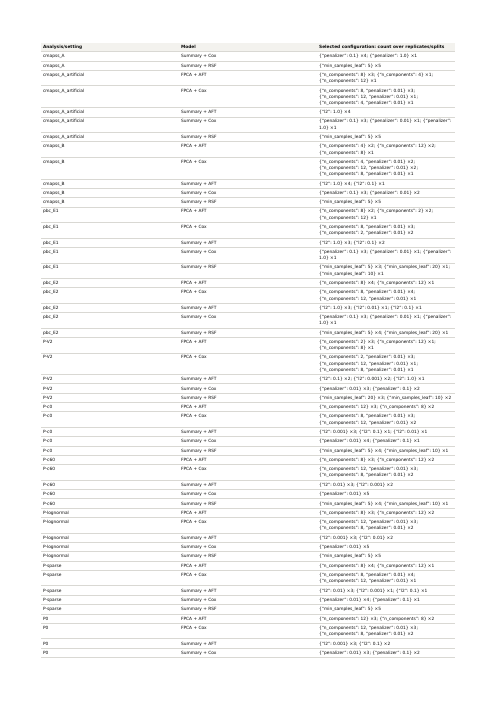 Analysis/setting Model Selected configuration: count over replicates/splits
cmapss_A Summary + Cox {"penalizer": 0.1} ×4; {"penalizer": 1.0} ×1
cmapss_A Summary + RSF {"min_samples_leaf": 5} ×5
cmapss_A_artificial FPCA + AFT {"n_components": 8} ×3; {"n_components": 4} ×1;
{"n_components": 12} ×1
cmapss_A_artificial FPCA + Cox {"n_components": 8, "penalizer": 0.01} ×3;
{"n_components": 12, "penalizer": 0.01} ×1;
{"n_components": 4, "penalizer": 0.01} ×1
cmapss_A_artificial Summary + AFT {"l2": 1.0} ×4
cmapss_A_artificial Summary + Cox {"penalizer": 0.1} ×3; {"penalizer": 0.01} ×1; {"penalizer":
1.0} ×1
cmapss_A_artificial Summary + RSF {"min_samples_leaf": 5} ×5
cmapss_B FPCA + AFT {"n_components": 4} ×2; {"n_components": 12} ×2;
{"n_components": 8} ×1
cmapss_B FPCA + Cox {"n_components": 4, "penalizer": 0.01} ×2;
{"n_components": 12, "penalizer": 0.01} ×2;
{"n_components": 8, "penalizer": 0.01} ×1
cmapss_B Summary + AFT {"l2": 1.0} ×4; {"l2": 0.1} ×1
cmapss_B Summary + Cox {"penalizer": 0.1} ×3; {"penalizer": 0.01} ×2
cmapss_B Summary + RSF {"min_samples_leaf": 5} ×5
pbc_E1 FPCA + AFT {"n_components": 8} ×2; {"n_components": 2} ×2;
{"n_components": 12} ×1
pbc_E1 FPCA + Cox {"n_components": 8, "penalizer": 0.01} ×3;
{"n_components": 2, "penalizer": 0.01} ×2
pbc_E1 Summary + AFT {"l2": 1.0} ×3; {"l2": 0.1} ×2
pbc_E1 Summary + Cox {"penalizer": 0.1} ×3; {"penalizer": 0.01} ×1; {"penalizer":
1.0} ×1
pbc_E1 Summary + RSF {"min_samples_leaf": 5} ×3; {"min_samples_leaf": 20} ×1;
{"min_samples_leaf": 10} ×1
pbc_E2 FPCA + AFT {"n_components": 8} ×4; {"n_components": 12} ×1
pbc_E2 FPCA + Cox {"n_components": 8, "penalizer": 0.01} ×4;
{"n_components": 12, "penalizer": 0.01} ×1
pbc_E2 Summary + AFT {"l2": 1.0} ×3; {"l2": 0.01} ×1; {"l2": 0.1} ×1
pbc_E2 Summary + Cox {"penalizer": 0.1} ×3; {"penalizer": 0.01} ×1; {"penalizer":
1.0} ×1
pbc_E2 Summary + RSF {"min_samples_leaf": 5} ×4; {"min_samples_leaf": 20} ×1
P-V2 FPCA + AFT {"n_components": 2} ×3; {"n_components": 12} ×1;
{"n_components": 8} ×1
P-V2 FPCA + Cox {"n_components": 2, "penalizer": 0.01} ×3;
{"n_components": 12, "penalizer": 0.01} ×1;
{"n_components": 8, "penalizer": 0.01} ×1
P-V2 Summary + AFT {"l2": 0.1} ×2; {"l2": 0.001} ×2; {"l2": 1.0} ×1
P-V2 Summary + Cox {"penalizer": 0.01} ×3; {"penalizer": 0.1} ×2
P-V2 Summary + RSF {"min_samples_leaf": 20} ×3; {"min_samples_leaf": 10} ×2
P-c0 FPCA + AFT {"n_components": 12} ×3; {"n_components": 8} ×2
P-c0 FPCA + Cox {"n_components": 8, "penalizer": 0.01} ×3;
{"n_components": 12, "penalizer": 0.01} ×2
P-c0 Summary + AFT {"l2": 0.001} ×3; {"l2": 0.1} ×1; {"l2": 0.01} ×1
P-c0 Summary + Cox {"penalizer": 0.01} ×4; {"penalizer": 0.1} ×1
P-c0 Summary + RSF {"min_samples_leaf": 5} ×4; {"min_samples_leaf": 10} ×1
P-c60 FPCA + AFT {"n_components": 8} ×3; {"n_components": 12} ×2
P-c60 FPCA + Cox {"n_components": 12, "penalizer": 0.01} ×3;
{"n_components": 8, "penalizer": 0.01} ×2
P-c60 Summary + AFT {"l2": 0.01} ×3; {"l2": 0.001} ×2
P-c60 Summary + Cox {"penalizer": 0.01} ×5
P-c60 Summary + RSF {"min_samples_leaf": 5} ×4; {"min_samples_leaf": 10} ×1
P-lognormal FPCA + AFT {"n_components": 8} ×3; {"n_components": 12} ×2
P-lognormal FPCA + Cox {"n_components": 12, "penalizer": 0.01} ×3;
{"n_components": 8, "penalizer": 0.01} ×2
P-lognormal Summary + AFT {"l2": 0.001} ×3; {"l2": 0.01} ×2
P-lognormal Summary + Cox {"penalizer": 0.01} ×5
P-lognormal Summary + RSF {"min_samples_leaf": 5} ×5
P-sparse FPCA + AFT {"n_components": 8} ×4; {"n_components": 12} ×1
P-sparse FPCA + Cox {"n_components": 8, "penalizer": 0.01} ×4;
{"n_components": 12, "penalizer": 0.01} ×1
P-sparse Summary + AFT {"l2": 0.01} ×3; {"l2": 0.001} ×1; {"l2": 0.1} ×1
P-sparse Summary + Cox {"penalizer": 0.01} ×4; {"penalizer": 0.1} ×1
P-sparse Summary + RSF {"min_samples_leaf": 5} ×5
P0 FPCA + AFT {"n_components": 12} ×3; {"n_components": 8} ×2
P0 FPCA + Cox {"n_components": 12, "penalizer": 0.01} ×3;
{"n_components": 8, "penalizer": 0.01} ×2
P0 Summary + AFT {"l2": 0.001} ×3; {"l2": 0.1} ×2
P0 Summary + Cox {"penalizer": 0.01} ×3; {"penalizer": 0.1} ×2